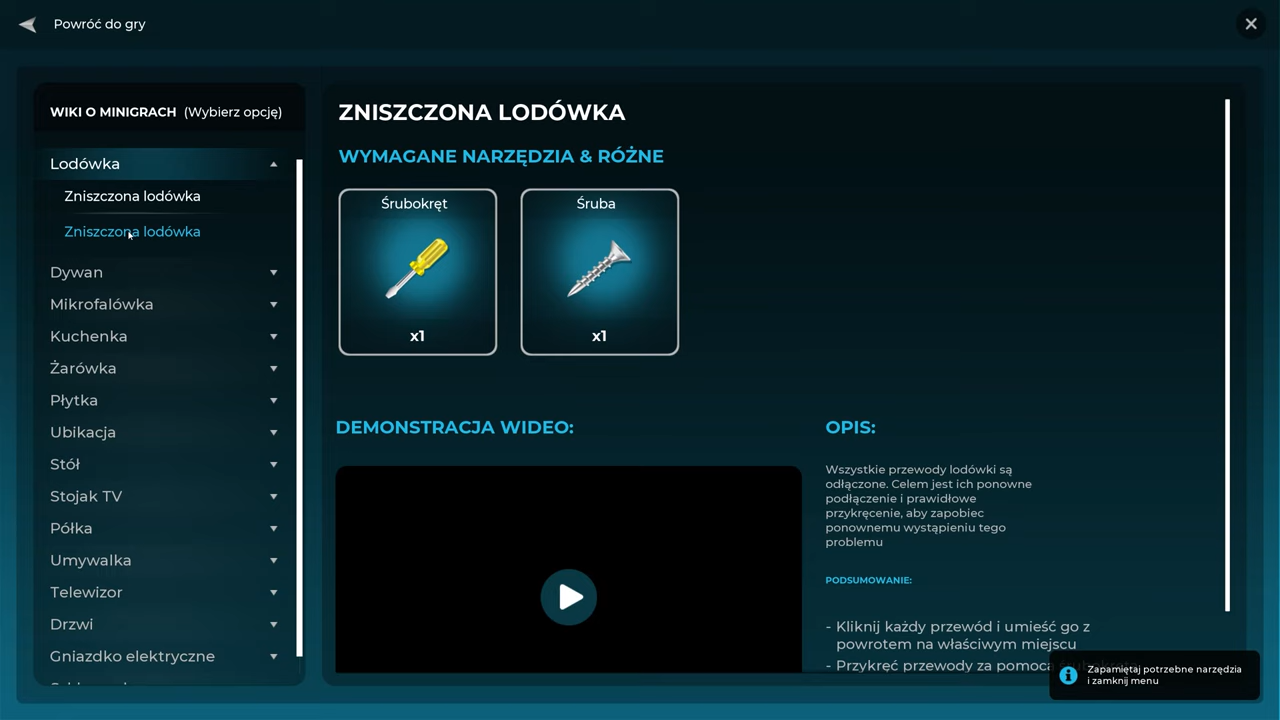 Powróć do gry
WIKI O MINIGRACH (Wybierz opcję)
Lodówka
Zniszczona lodówka
Zniszczona lodówka
Dywan
Mikrofalówka
Kuchenka
Żarówka
Płytka
Ubikacja
Stół
Stojak TV
Półka
Umywalka
Telewizor
Drzwi
Gniazdko elektryczne
ZNISZCZONA LODÓWKA
WYMAGANE NARZĘDZIA & RÓŻNE
Śrubokręt
x1
Śruba
x1
DEMONSTRACJA WIDEO:
OPIS:
Wszystkie przewody lodówki są
odłączone. Celem jest ich ponowne
podłączenie i prawidłowe
przykręcenie, aby zapobiec
ponownemu wystąpieniu tego
problemu
PODSUMOWANIE:
- Kliknij każdy przewód i umieść go z
powrotem na właściwym miejscu
- Przykręć przewody za pomocą
Zapamiętaj potrzebne narzędzia
i zamknij menu